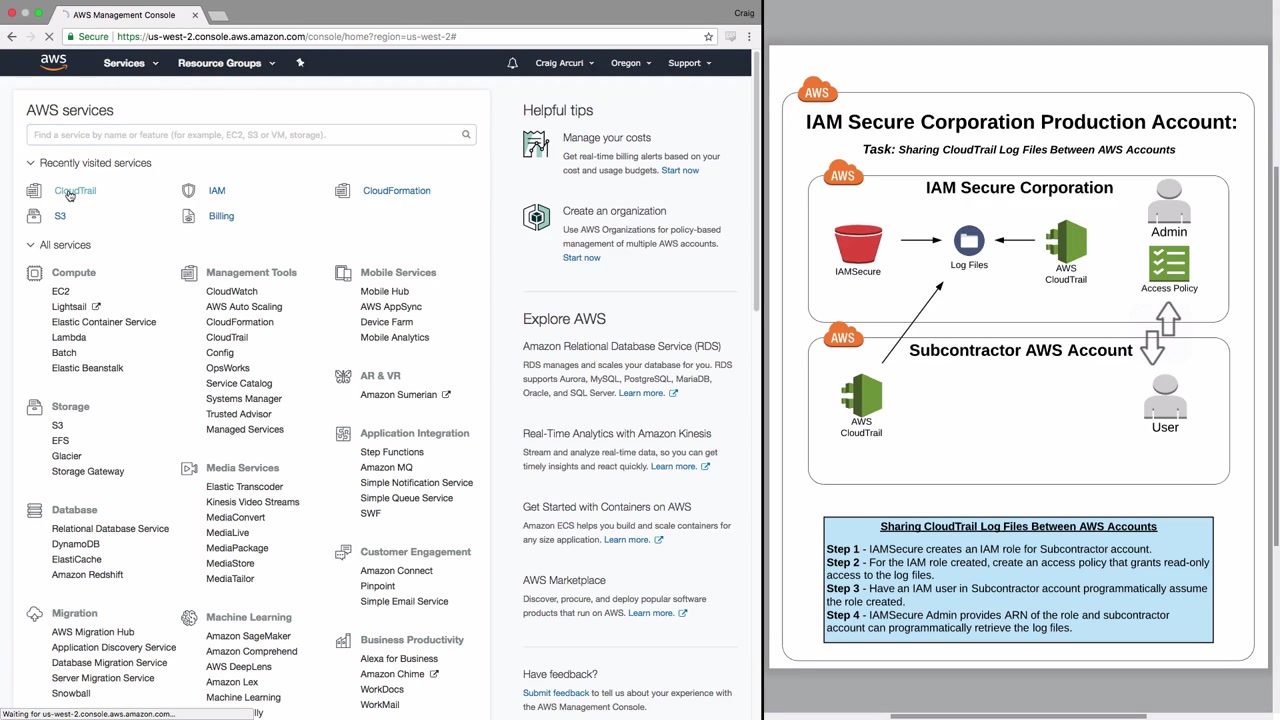 AWS Management Console
Craig
Secure https://us-west-2.console.aws.amazon.com/console/home?region=us-west-2#
aws
Services
Resource Groups
Craig Arcuri
Oregon
Support
AWS services
Find a service by name or feature (for example, EC2, S3 or VM, storage).
Recently visited services
CloudTrail
IAM
CloudFormation
S3
Billing
All services
Compute
EC2
Lightsail
Elastic Container Service
Lambda
Batch
Elastic Beanstalk
Storage
S3
EFS
Glacier
Storage Gateway
Database
Relational Database Service
DynamoDB
ElastiCache
Amazon Redshift
Migration
AWS Migration Hub
Application Discovery Service
Database Migration Service
Server Migration Service
Snowball
Management Tools
CloudWatch
AWS Auto Scaling
CloudFormation
CloudTrail
Config
OpsWorks
Service Catalog
Systems Manager
Trusted Advisor
Managed Services
Media Services
Elastic Transcoder
Kinesis Video Streams
MediaConvert
MediaLive
MediaPackage
MediaStore
MediaTailor
Machine Learning
Amazon SageMaker
Amazon Comprehend
AWS DeepLens
Amazon Lex
Machine Learning
Mobile Services
Mobile Hub
AWS AppSync
Device Farm
Mobile Analytics
AR & VR
Amazon Sumerian
Application Integration
Step Functions
Amazon MQ
Simple Notification Service
Simple Queue Service
SWF
Customer Engagement
Amazon Connect
Pinpoint
Simple Email Service
Business Productivity
Alexa for Business
Amazon Chime
WorkDocs
WorkMail
Waiting for us-west-2.console.aws.amazon.com...
Helpful tips
Manage your costs
Get real-time billing alerts based on your
cost and usage budgets. Start now
Create an organization
Use AWS Organizations for policy-based
management of multiple AWS accounts.
Start now
Explore AWS
Amazon Relational Database Service (RDS)
RDS manages and scales your database for you. RDS
supports Aurora, MySQL, PostgreSQL, MariaDB,
Oracle, and SQL Server. Learn more.
Real-Time Analytics with Amazon Kinesis
Stream and analyze real-time data, so you can get
timely insights and react quickly. Learn more.
Get Started with Containers on AWS
Amazon ECS helps you build and scale containers for
any size application. Learn more.
AWS Marketplace
Discover, procure, and deploy popular software
products that run on AWS. Learn more.
Have feedback?
Submit feedback to tell us about your experience with
the AWS Management Console.
AWS
IAM Secure Corporation Production Account:
Task: Sharing CloudTrail Log Files Between AWS Accounts
AWS
IAM Secure Corporation
IAMSecure
Log Files
AWS
CloudTrail
Admin
Access Policy
AWS
Subcontractor AWS Account
AWS
CloudTrail
User
Sharing CloudTrail Log Files Between AWS Accounts
Step 1 - IAMSecure creates an IAM role for Subcontractor account.
Step 2 - For the IAM role created, create an access policy that grants read-only
access to the log files.
Step 3 - Have an IAM user in Subcontractor account programmatically assume
the role created.
Step 4 - IAMSecure Admin provides ARN of the role and subcontractor
account can programmatically retrieve the log files.